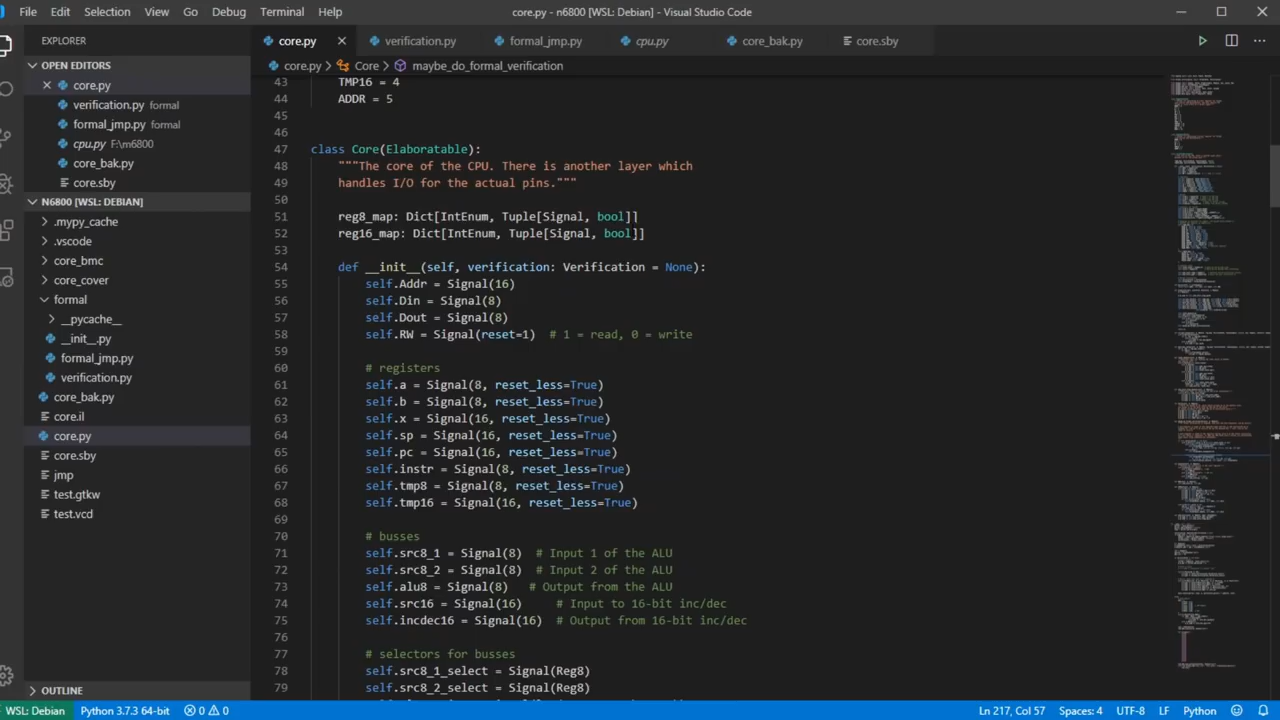 File Edit Selection View Go Debug Terminal Help core.py - n6800 [WSL: Debian] - Visual Studio Code
EXPLORER
OPEN EDITORS
core.py
verification.py formal
formal_jmp.py formal
cpu.py F:\m6800
core_bak.py
core.sby
N6800 [WSL: DEBIAN]
.mypy_cache
.vscode
core_bmc
core_cover
formal
__pycache__
__init__.py
formal_jmp.py
verification.py
core_bak.py
core.il
core.py
core.sby
jmp
test.gtkw
test.vcd
OUTLINE
core.py verification.py formal_jmp.py cpu.py core_bak.py core.sby
core.py > Core > maybe_do_formal_verification
43 TMP16 = 4
44 ADDR = 5
45
46
47 class Core(Elaboratable):
48 """The core of the CPU. There is another layer which
49 handles I/O for the actual pins."""
50
51 reg8_map: Dict[IntEnum, Tuple[Signal, bool]]
52 reg16_map: Dict[IntEnum, Tuple[Signal, bool]]
53
54 def __init__(self, verification: Verification = None):
55 self.Addr = Signal(16)
56 self.Din = Signal(8)
57 self.Dout = Signal(8)
58 self.RW = Signal(reset=1) # 1 = read, 0 = write
59
60 # registers
61 self.a = Signal(8, reset_less=True)
62 self.b = Signal(8, reset_less=True)
63 self.x = Signal(16, reset_less=True)
64 self.sp = Signal(16, reset_less=True)
65 self.pc = Signal(16, reset_less=True)
66 self.instr = Signal(8, reset_less=True)
67 self.tmp8 = Signal(8, reset_less=True)
68 self.tmp16 = Signal(16, reset_less=True)
69
70 # busses
71 self.src8_1 = Signal(8) # Input 1 of the ALU
72 self.src8_2 = Signal(8) # Input 2 of the ALU
73 self.alu8 = Signal(8) # Output from the ALU
74 self.src16 = Signal(16) # Input to 16-bit inc/dec
75 self.incdec16 = Signal(16) # Output from 16-bit inc/dec
76
77 # selectors for busses
78 self.src8_1_select = Signal(Reg8)
79 self.src8_2_select = Signal(Reg8)
WSL: Debian Python 3.7.3 64-bit 0 0 Ln 217, Col 57 Spaces: 4 UTF-8 LF Python